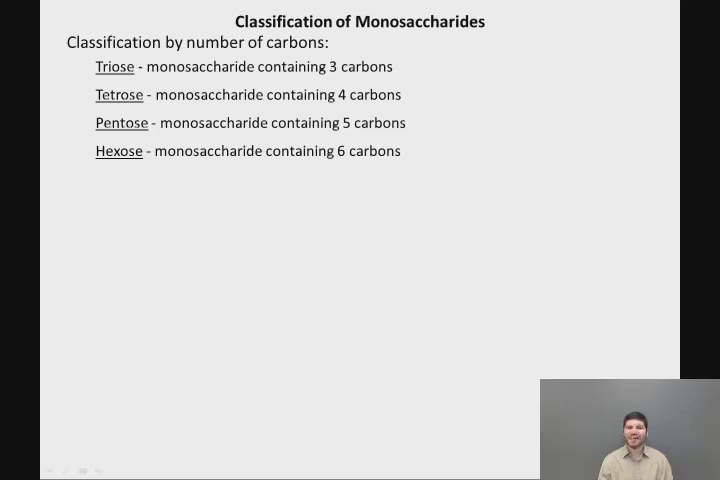 Classification of Monosaccharides
Classification by number of carbons:
Triose - monosaccharide containing 3 carbons
Tetrose - monosaccharide containing 4 carbons
Pentose - monosaccharide containing 5 carbons
Hexose - monosaccharide containing 6 carbons